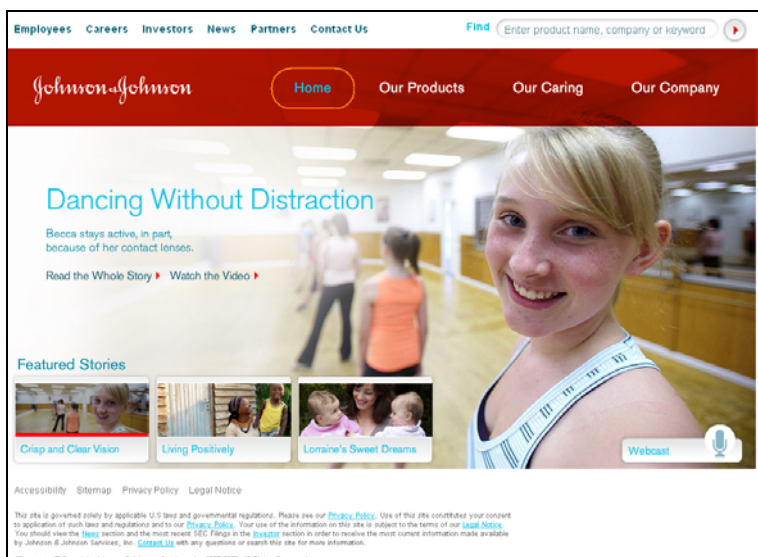 Employees Careers Investors News Partners Contact Us Find Enter product name, company or keyword
Johnson & Johnson Home Our Products Our Caring Our Company
Dancing Without Distraction
Becca stays active, in part,
because of her contact lenses.
Read the Whole Story Watch the Video
Featured Stories
Crisp and Clear Vision Living Positively Lorraine's Sweet Dreams Webcast
Accessibility Sitemap Privacy Policy Legal Notice
This site is governed solely by applicable U.S laws and governmental regulations. Please see our Privacy Policy. Use of this site constitutes your consent
to application of such laws and regulations and to our Privacy Policy. Your use of the information on this site is subject to the terms of our Legal Notice.
You should view the News section and the most recent SEC Filings in the Investor section in order to receive the most current information made available
by Johnson & Johnson Services, Inc. Contact Us with any questions or search this site for more information.